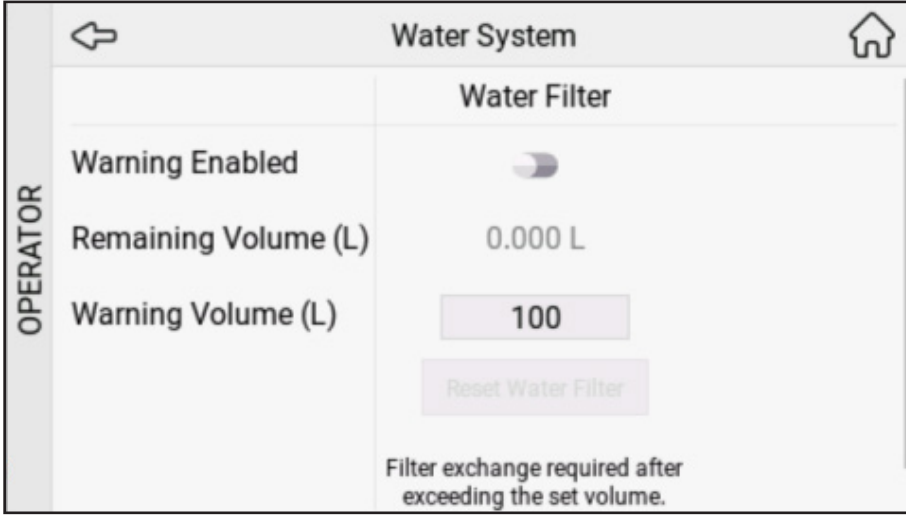 Water System
OPERATOR
Water Filter
Warning Enabled
Remaining Volume (L) 0.000 L
Warning Volume (L) 100
Reset Water Filter
Filter exchange required after
exceeding the set volume.